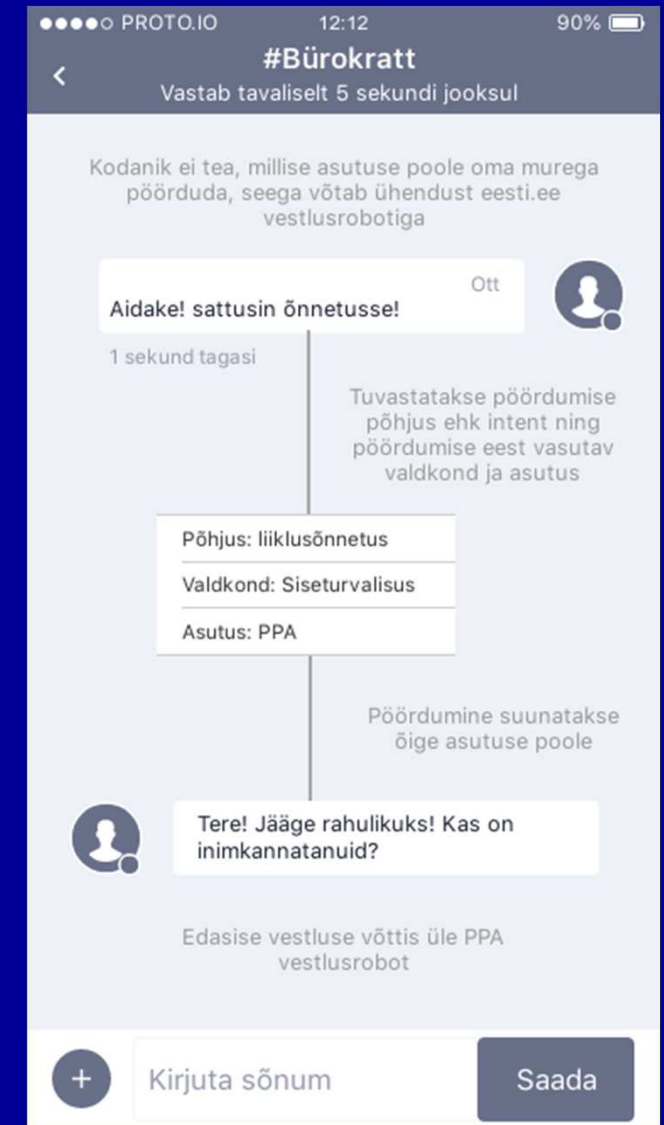 PROTO.IO 12:12 90%
#Bürokratt
Vastab tavaliselt 5 sekundi jooksul
Kodanik ei tea, millise asutuse poole oma murega
pöörduda, seega võtab ühendust eesti.ee
vestlusrobotiga
Ott
Aidake! sattusin õnnetusse!
1 sekund tagasi
Tuvastatakse pöördumise
põhjus ehk intent ning
pöördumise eest vasutav
valdkond ja asutus
Põhjus: liiklusõnnetus
Valdkond: Siseturvalisus
Asutus: PPA
Pöördumine suunatakse
õige asutuse poole
Tere! Jääge rahulikuks! Kas on
inimkannatanuid?
Edasise vestluse võttis üle PPA
vestlusrobot
+ Kirjuta sõnum Saada